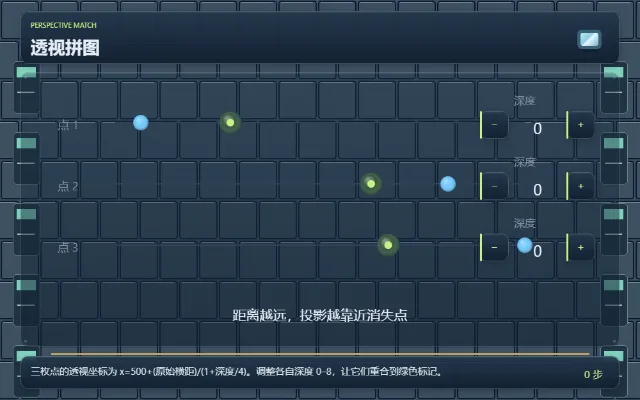 PERSPECTIVE MATCH
透视拼图
深度
点 1
− 0 +
深度
点 2
− 0 +
深度
点 3
− 0 +
距离越远，投影越靠近消失点
三枚点的透视坐标为 x=500+(原始横距)/(1+深度/4)。调整各自深度 0–8，让它们重合到绿色标记。
0 步